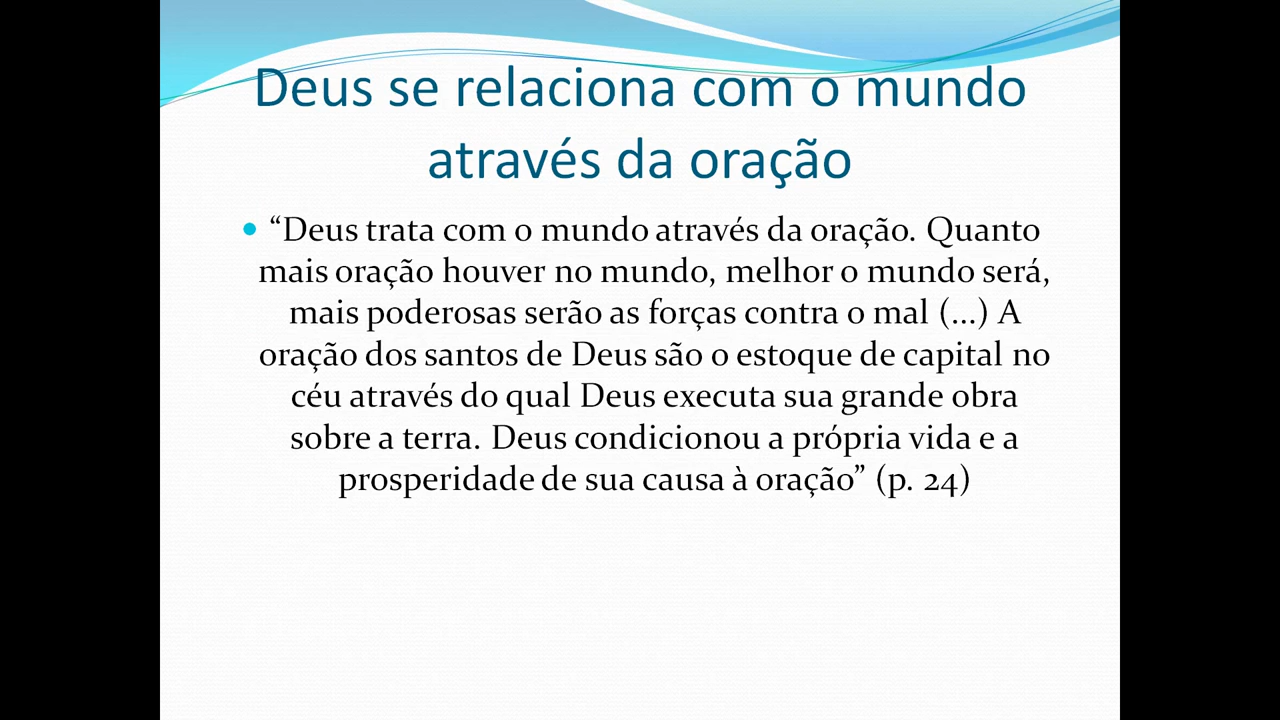 Deus se relaciona com o mundo
através da oração
• “Deus trata com o mundo através da oração. Quanto
mais oração houver no mundo, melhor o mundo será,
mais poderosas serão as forças contra o mal (...) A
oração dos santos de Deus são o estoque de capital no
céu através do qual Deus executa sua grande obra
sobre a terra. Deus condicionou a própria vida e a
prosperidade de sua causa à oração” (p. 24)